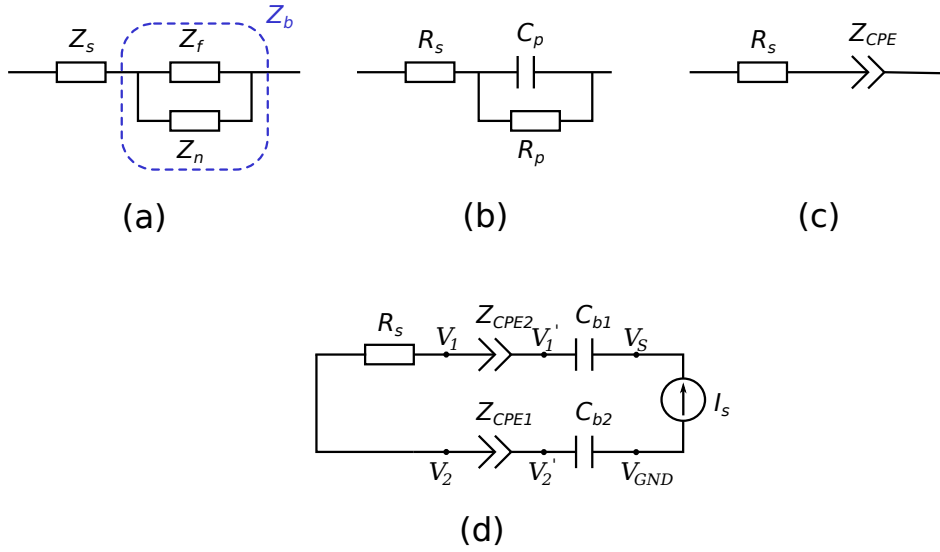 Z_b
Z_s Z_f
Z_n
(a)
R_s C_p
R_p
(b)
R_s Z_CPE
(c)
R_s V_1 Z_CPE2 V_1' C_b1 V_S
I_s
V_2 Z_CPE1 V_2' C_b2 V_GND
(d)